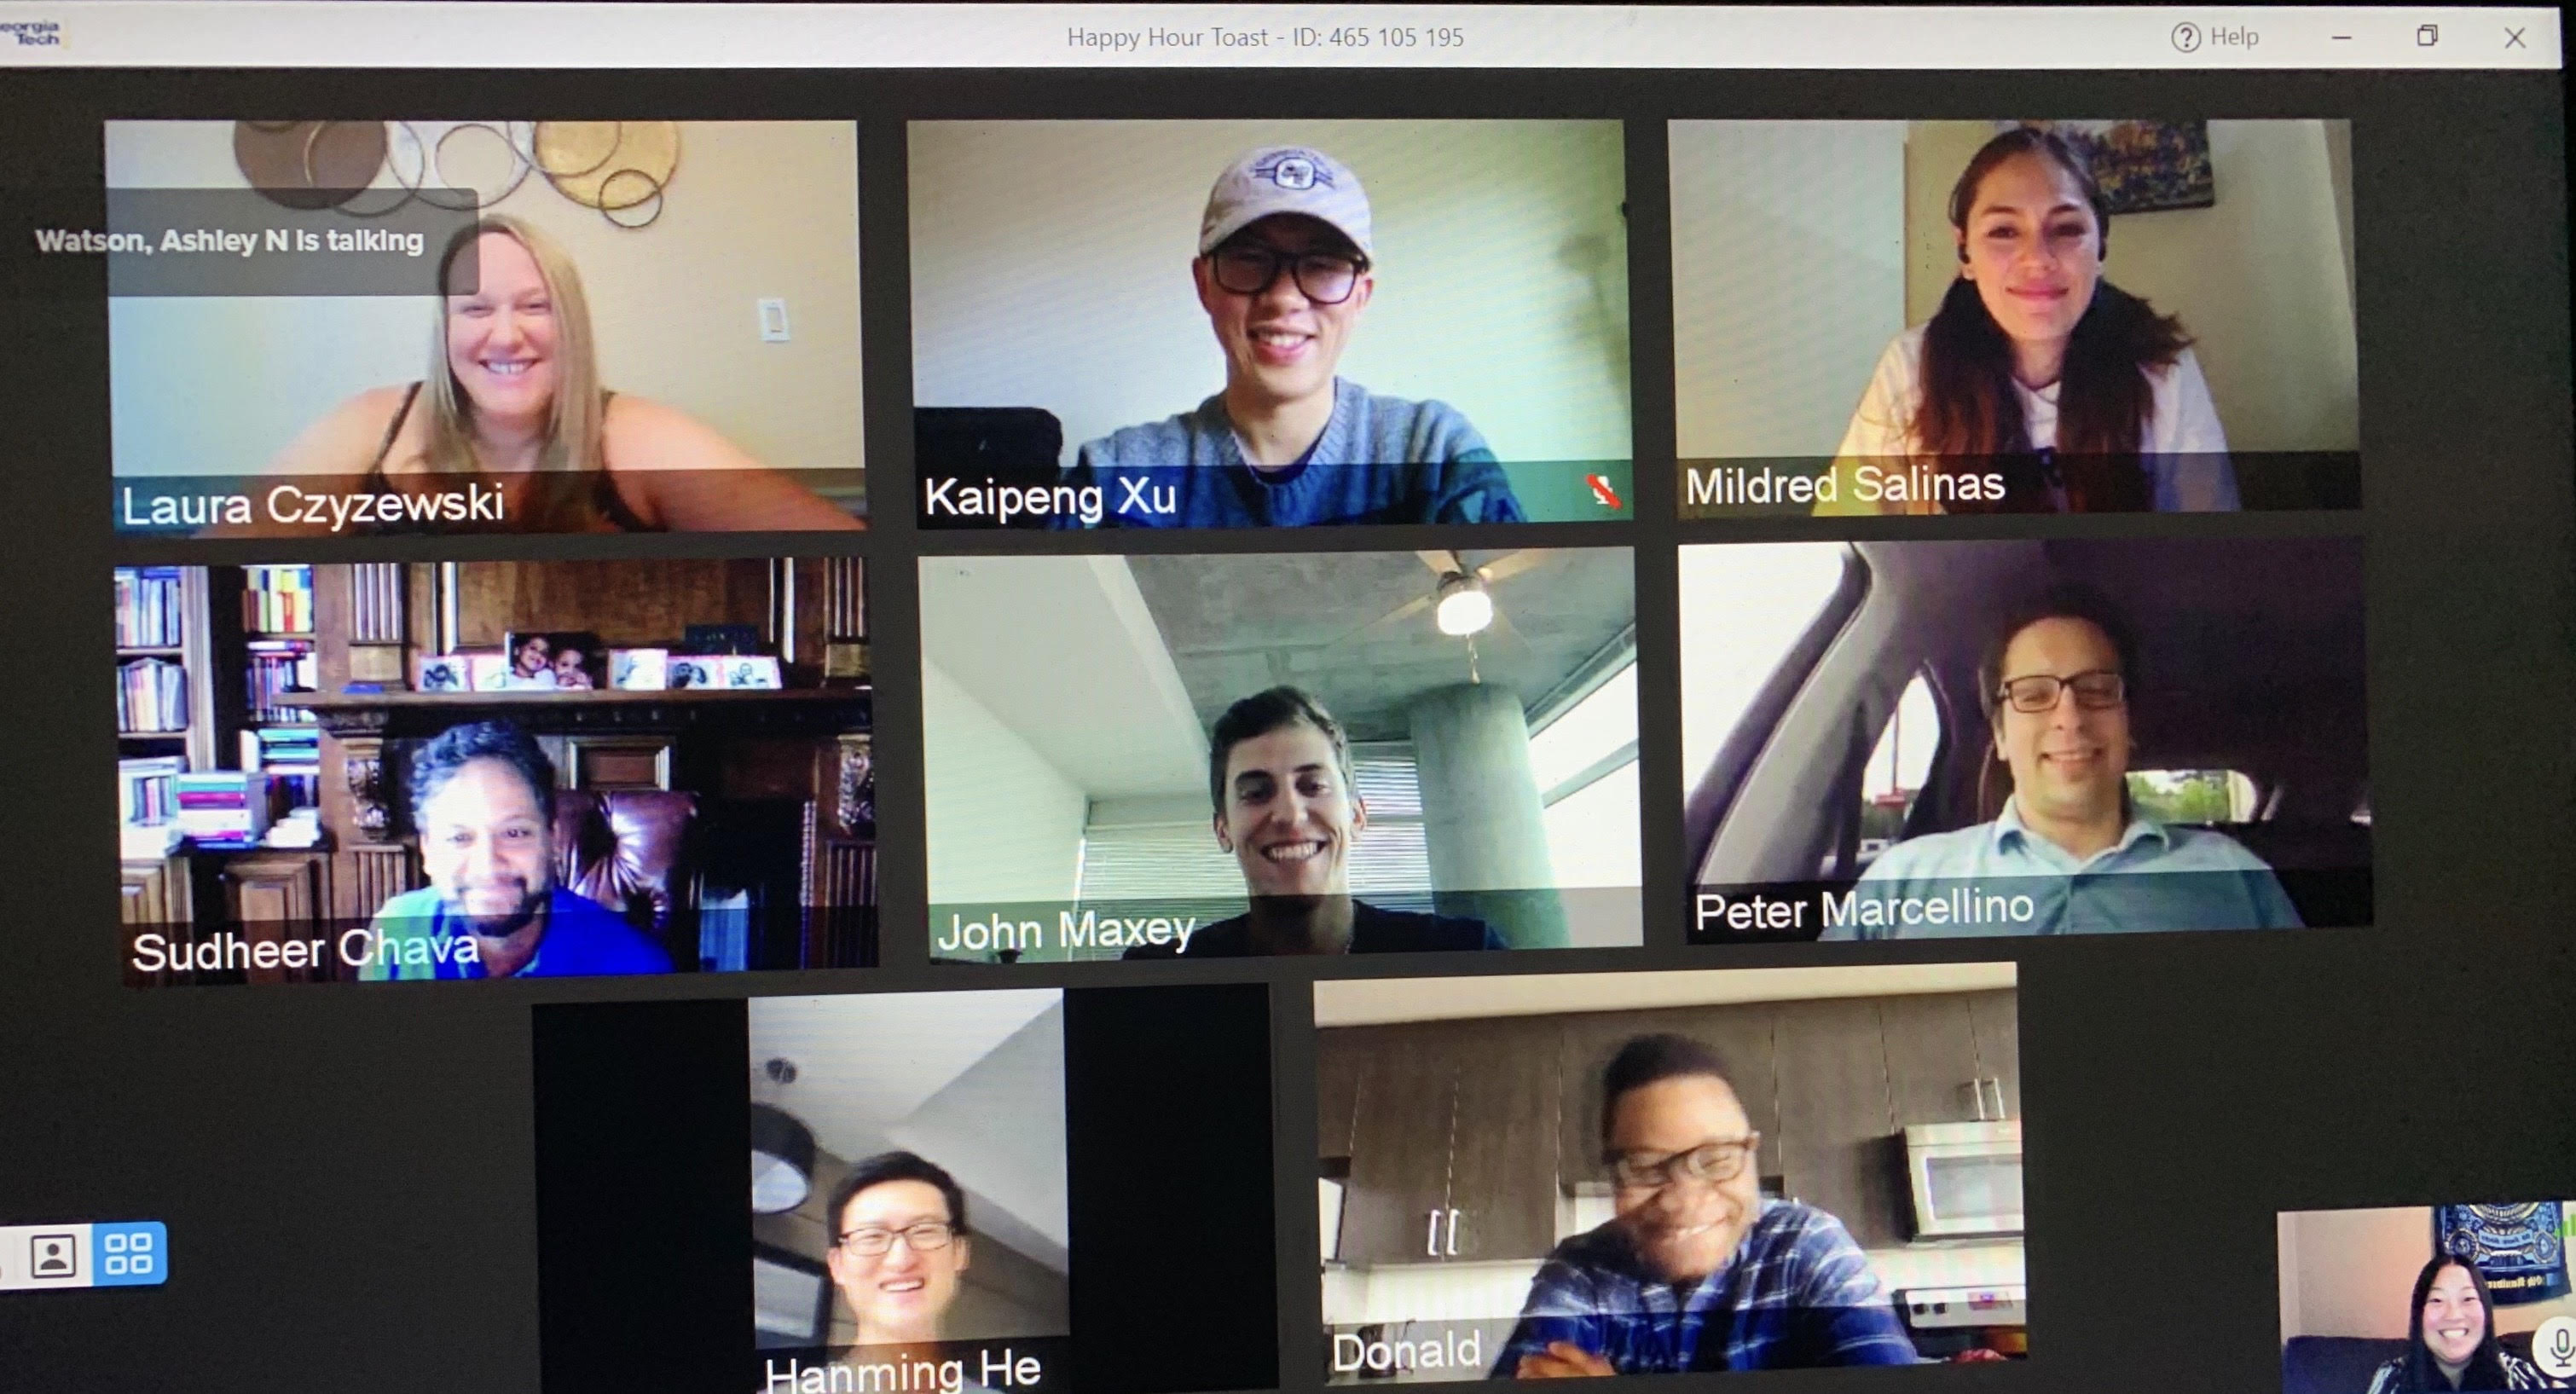 Georgia
Tech
Happy Hour Toast - ID: 465 105 195
Help
Watson, Ashley N is talking
Laura Czyzewski
Kaipeng Xu
Mildred Salinas
Sudheer Chava
John Maxey
Peter Marcellino
Hanming He
Donald